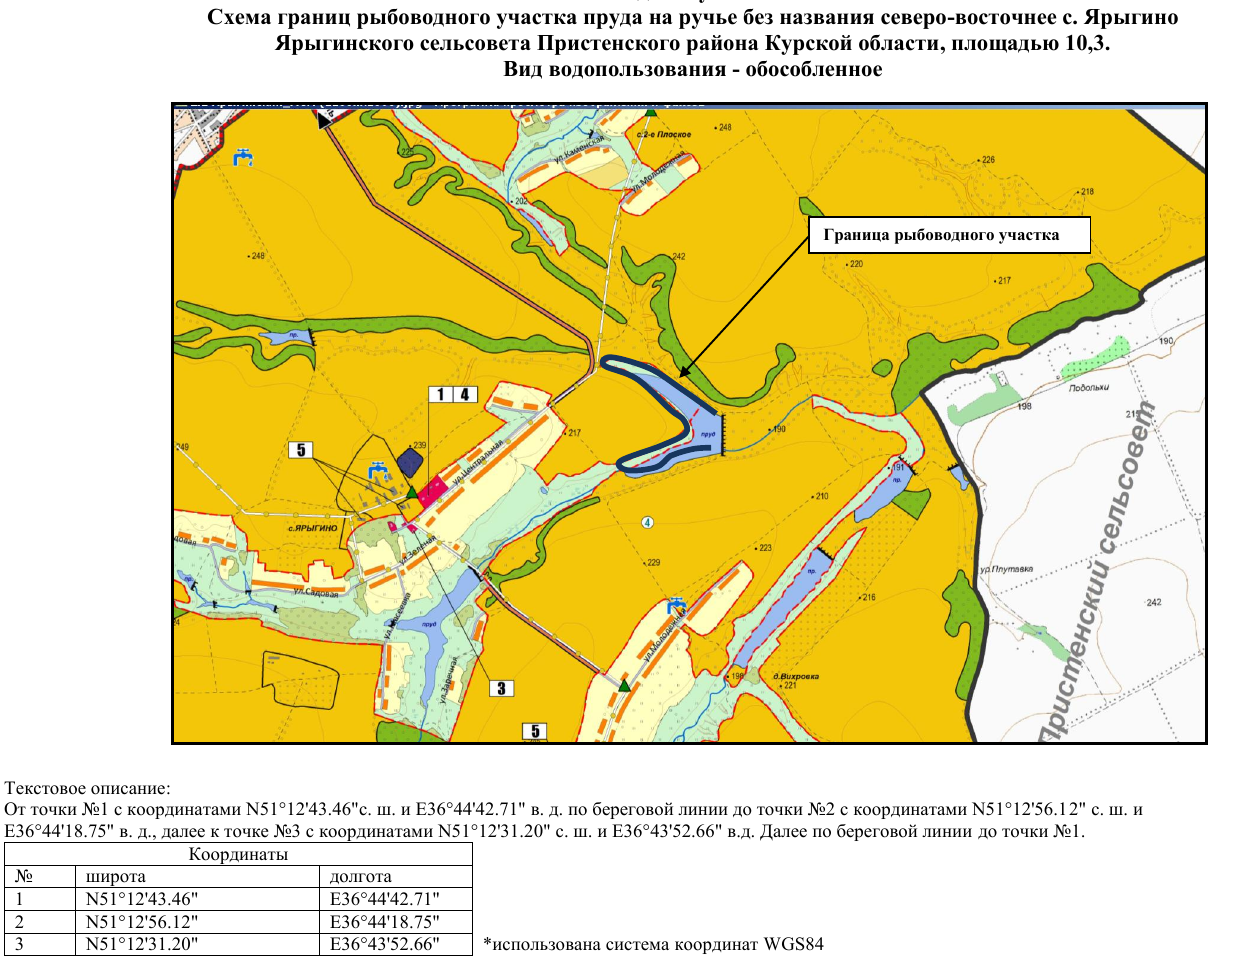 Схема границ рыбоводного участка пруда на ручье без названия северо-восточнее с. Ярыгино
Ярыгинского сельсовета Пристенского района Курской области, площадью 10,3.
Вид водопользования - обособленное
с.2-е Плоское
248
ул.Каменская
ул.Молодежная
226
218
202
Граница рыбоводного участка
248
242
220
217
пр.
190
Подольхи
198
1 4
217
190
пруд
239
5
ул.Центральная
191
пр.
210
4
с.ЯРЫГИНО
ул.Зеленая
223
229
пр.
ур.Плутавка
Пристенский сельсовет
242
216
пр.
ул.Садовая
пруд
ул.Молодежная
ул.Заречная
198
д.Вихровка
221
3
5
Текстовое описание:
От точки №1 с координатами N51°12'43.46"с. ш. и E36°44'42.71" в. д. по береговой линии до точки №2 с координатами N51°12'56.12" с. ш. и
E36°44'18.75" в. д., далее к точке №3 с координатами N51°12'31.20" с. ш. и E36°43'52.66" в.д. Далее по береговой линии до точки №1.
Координаты
№ широта долгота
1 N51°12'43.46" E36°44'42.71"
2 N51°12'56.12" E36°44'18.75"
3 N51°12'31.20" E36°43'52.66" *использована система координат WGS84